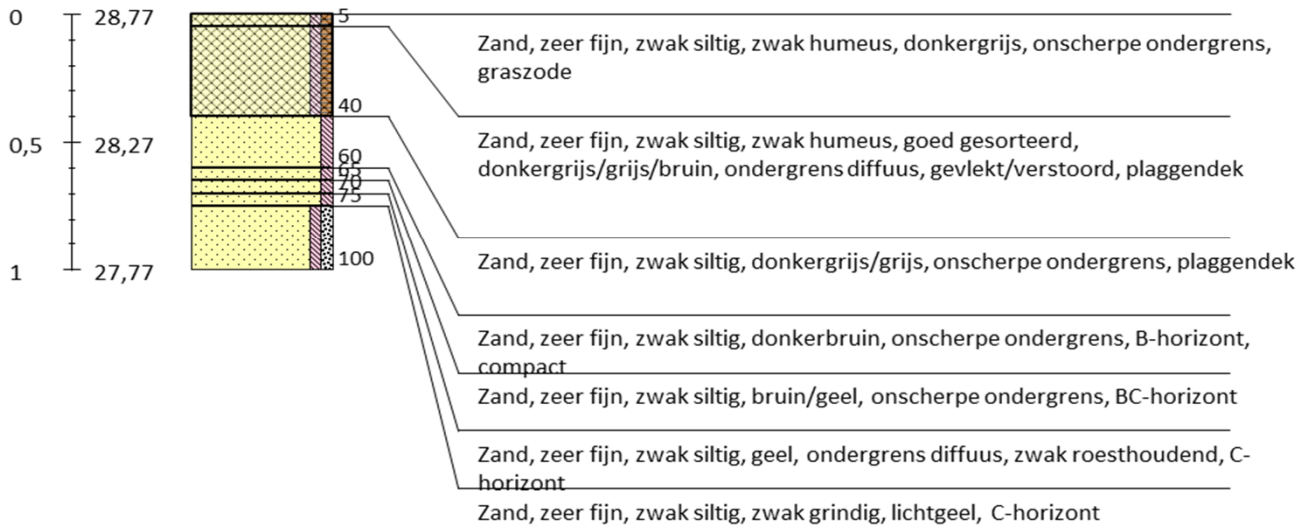 0
28,77
5
Zand, zeer fijn, zwak siltig, zwak humeus, donkergrijs, onscherpe ondergrens,
graszode
40
0,5
28,27
Zand, zeer fijn, zwak siltig, zwak humeus, goed gesorteerd,
donkergrijs/grijs/bruin, ondergrens diffuus, gevlekt/verstoord, plaggendek
60
65
70
75
1
27,77
100
Zand, zeer fijn, zwak siltig, donkergrijs/grijs, onscherpe ondergrens, plaggendek
Zand, zeer fijn, zwak siltig, donkerbruin, onscherpe ondergrens, B-horizont,
compact
Zand, zeer fijn, zwak siltig, bruin/geel, onscherpe ondergrens, BC-horizont
Zand, zeer fijn, zwak siltig, geel, ondergrens diffuus, zwak roesthoudend, C-
horizont
Zand, zeer fijn, zwak siltig, zwak grindig, lichtgeel, C-horizont